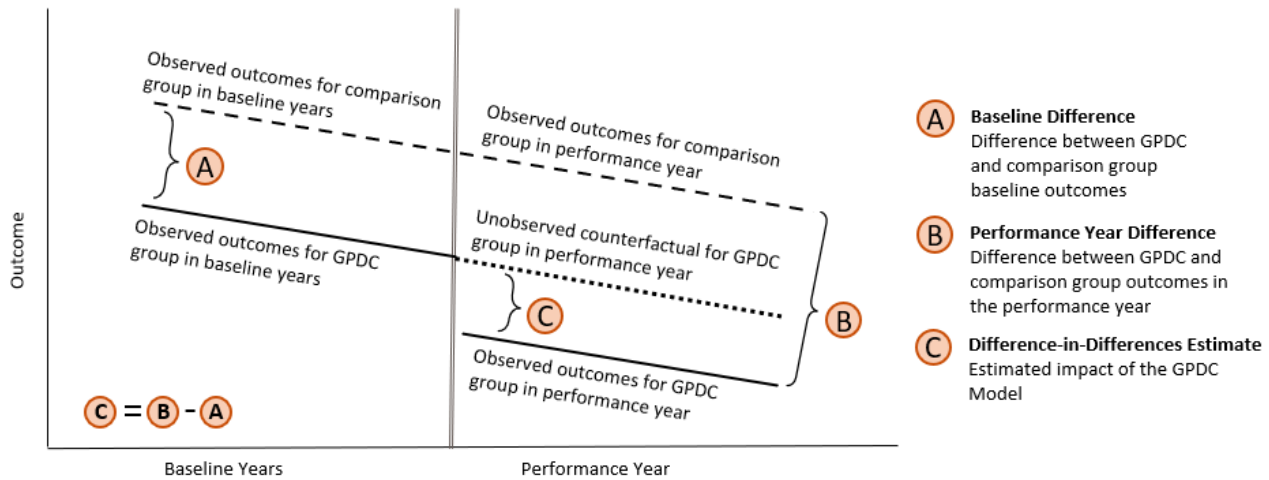 Outcome
Observed outcomes for comparison
group in baseline years
A
Observed outcomes for GPDC
group in baseline years
C = B - A
Observed outcomes for comparison
group in performance year
Unobserved counterfactual for GPDC
group in performance year
C
B
Observed outcomes for GPDC
group in performance year
Baseline Years
Performance Year
A
Baseline Difference
Difference between GPDC
and comparison group
baseline outcomes
B
Performance Year Difference
Difference between GPDC and
comparison group outcomes in
the performance year
C
Difference-in-Differences Estimate
Estimated impact of the GPDC
Model